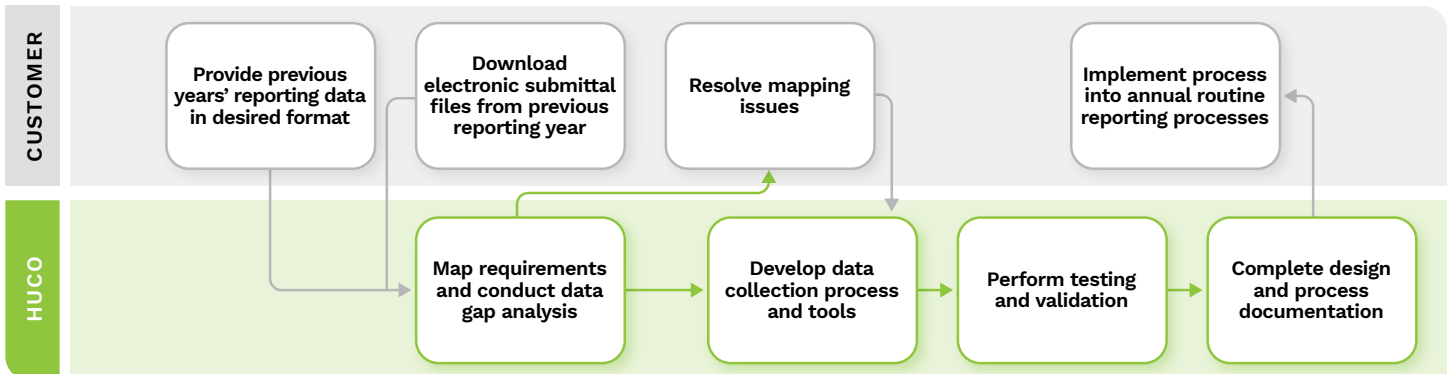 CUSTOMER
Provide previous
years’ reporting data
in desired format
Download
electronic submittal
files from previous
reporting year
Resolve mapping
issues
Implement process
into annual routine
reporting processes
HUCO
Map requirements
and conduct data
gap analysis
Develop data
collection process
and tools
Perform testing
and validation
Complete design
and process
documentation